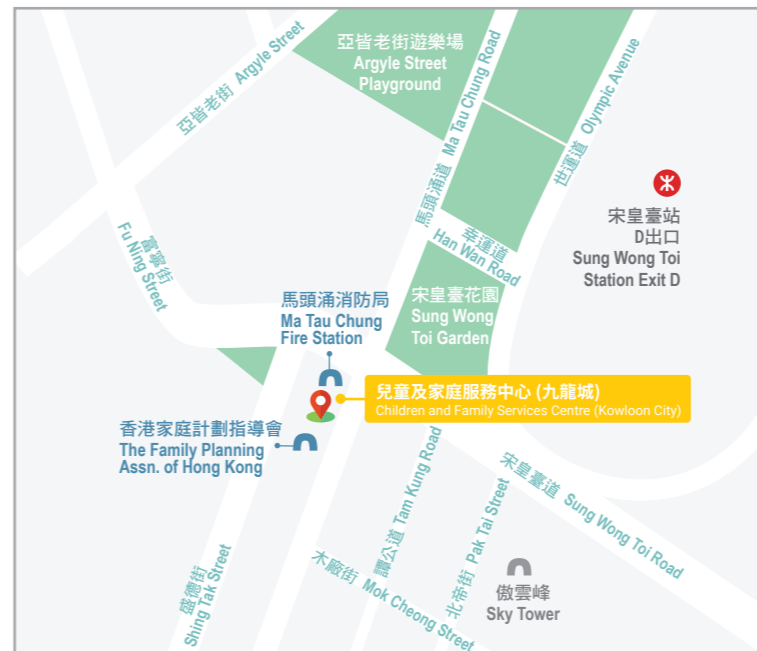 亞皆老街遊樂場
Argyle Street
Playground
亞皆老街 Argyle Street
馬頭涌道 Ma Tau Chung Road
世運道 Olympic Avenue
宋皇臺站
D出口
Sung Wong Toi
Station Exit D
富寧街
Fu Ning Street
幸運道
Han Wan Road
馬頭涌消防局
Ma Tau Chung
Fire Station
宋皇臺花園
Sung Wong
Toi Garden
兒童及家庭服務中心 (九龍城)
Children and Family Services Centre (Kowloon City)
香港家庭計劃指導會
The Family Planning
Assn. of Hong Kong
譚公道 Tam Kung Road
宋皇臺道 Sung Wong Toi Road
北帝街 Pak Tai Street
木廠街 Mok Cheong Street
盛德街
Shing Tak Street
傲雲峰
Sky Tower